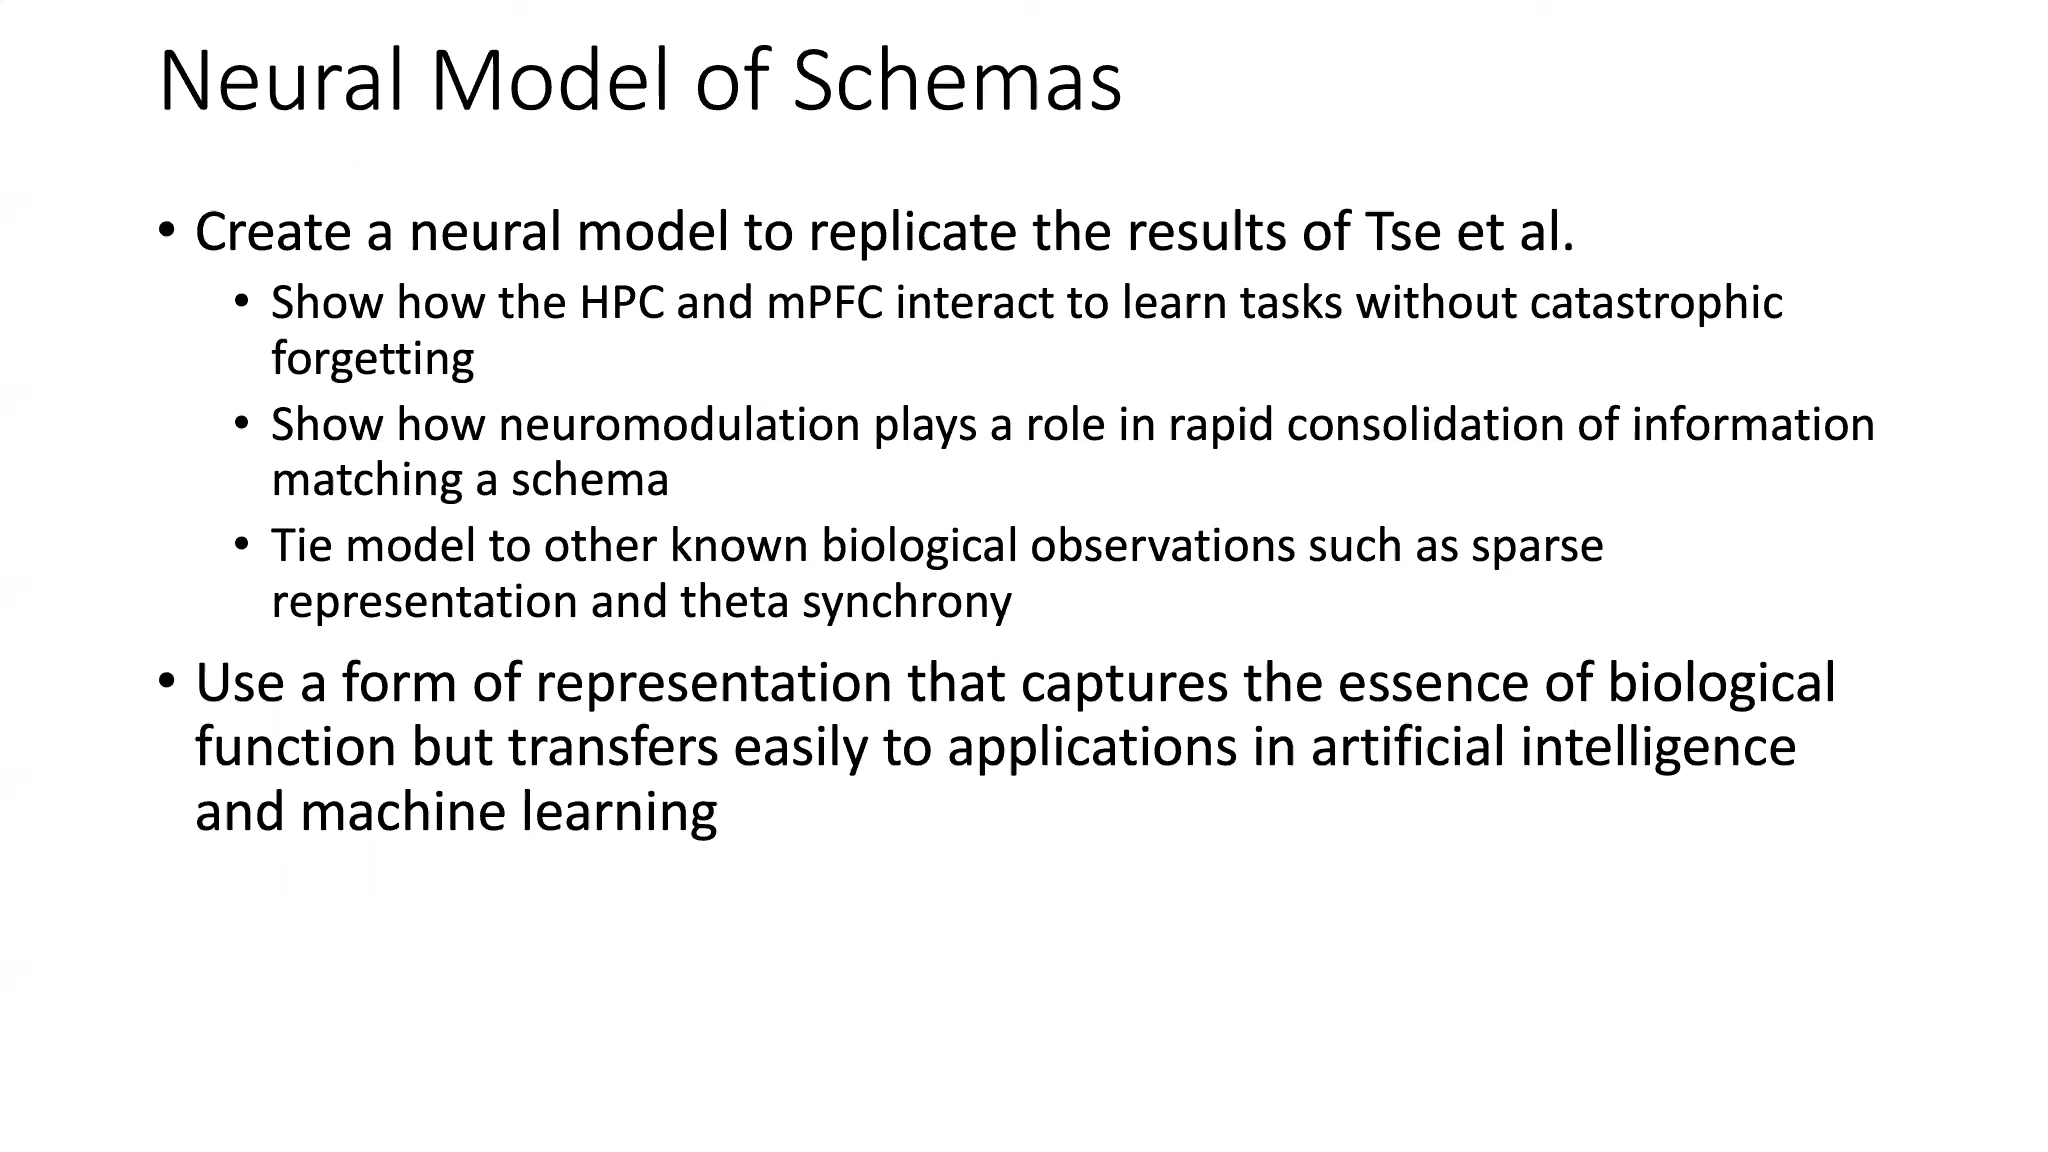 Neural Model of Schemas
• Create a neural model to replicate the results of Tse et al.
• Show how the HPC and mPFC interact to learn tasks without catastrophic
forgetting
• Show how neuromodulation plays a role in rapid consolidation of information
matching a schema
• Tie model to other known biological observations such as sparse
representation and theta synchrony
• Use a form of representation that captures the essence of biological
function but transfers easily to applications in artificial intelligence
and machine learning